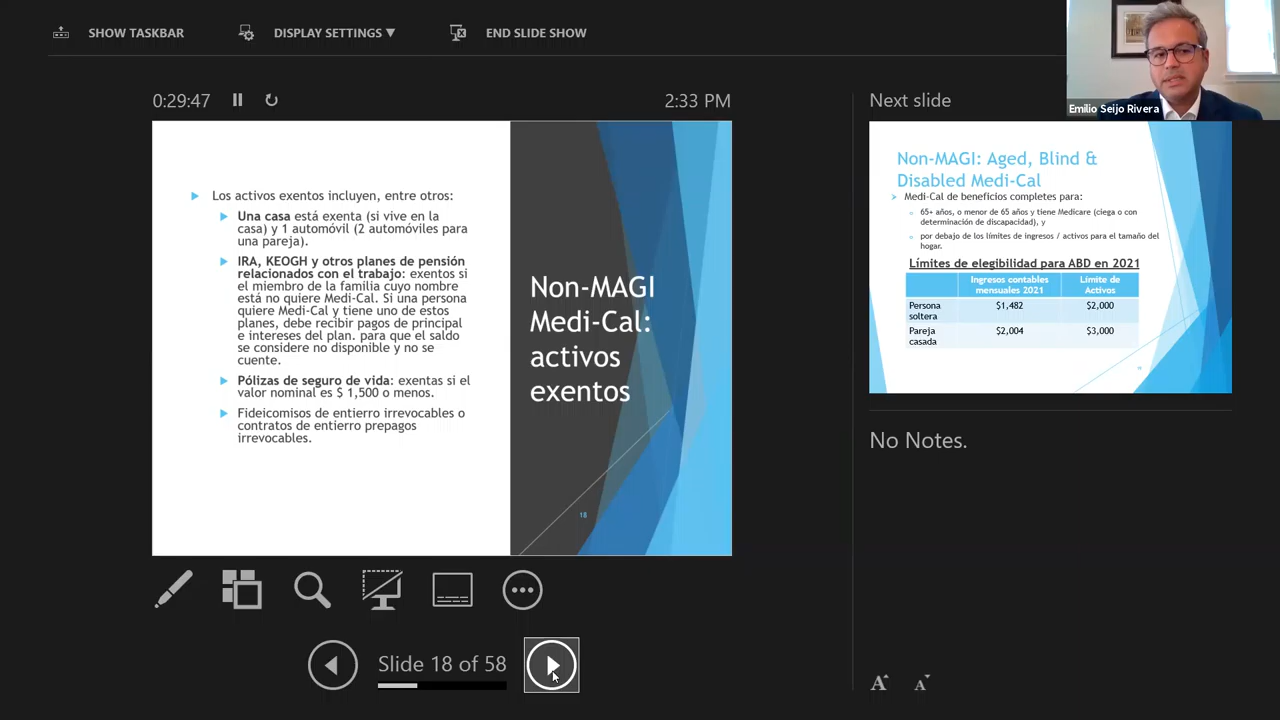 SHOW TASKBAR
DISPLAY SETTINGS ▼
END SLIDE SHOW
Emilio Seijo Rivera
0:29:47
2:33 PM
Los activos exentos incluyen, entre otros:
Una casa está exenta (si vive en la
casa) y 1 automóvil (2 automóviles para
una pareja).
IRA, KEOGH y otros planes de pensión
relacionados con el trabajo: exentos si
el miembro de la familia cuyo nombre
está no quiere Medi-Cal. Si una persona
quiere Medi-Cal y tiene uno de estos
planes, debe recibir pagos de principal
e intereses del plan. para que el saldo
se considere no disponible y no se
cuente.
Pólizas de seguro de vida: exentas si el
valor nominal es $ 1,500 o menos.
Fideicomisos de entierro irrevocables o
contratos de entierro prepagos
irrevocables.
Non-MAGI
Medi-Cal:
activos
exentos
18
Slide 18 of 58
Next slide
Non-MAGI: Aged, Blind &
Disabled Medi-Cal
Medi-Cal de beneficios completos para:
65+ años, o menor de 65 años y tiene Medicare (ciega o con
determinación de discapacidad), y
por debajo de los límites de ingresos / activos para el tamaño del
hogar.
Límites de elegibilidad para ABD en 2021
Ingresos contables
mensuales 2021
Límite de
Activos
Persona
soltera
$1,482
$2,000
Pareja
casada
$2,004
$3,000
No Notes.
A A